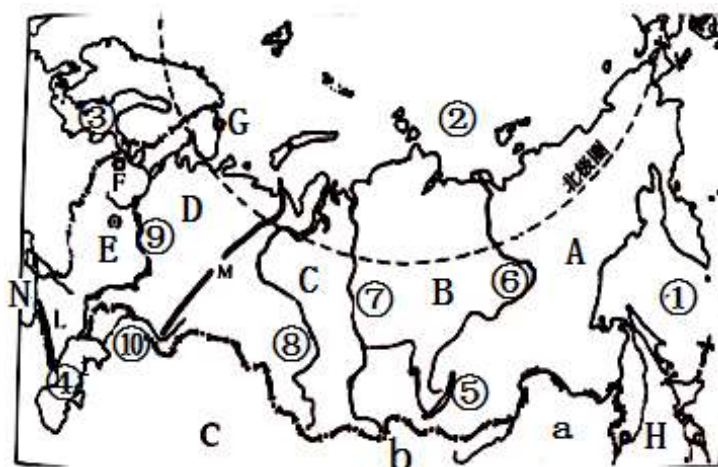 ②
③
G
F
北极圈
D
A
E
⑨
M
C
B
⑥
N
⑦
①
L
⑩
⑧
④
⑤
C
a
H
b